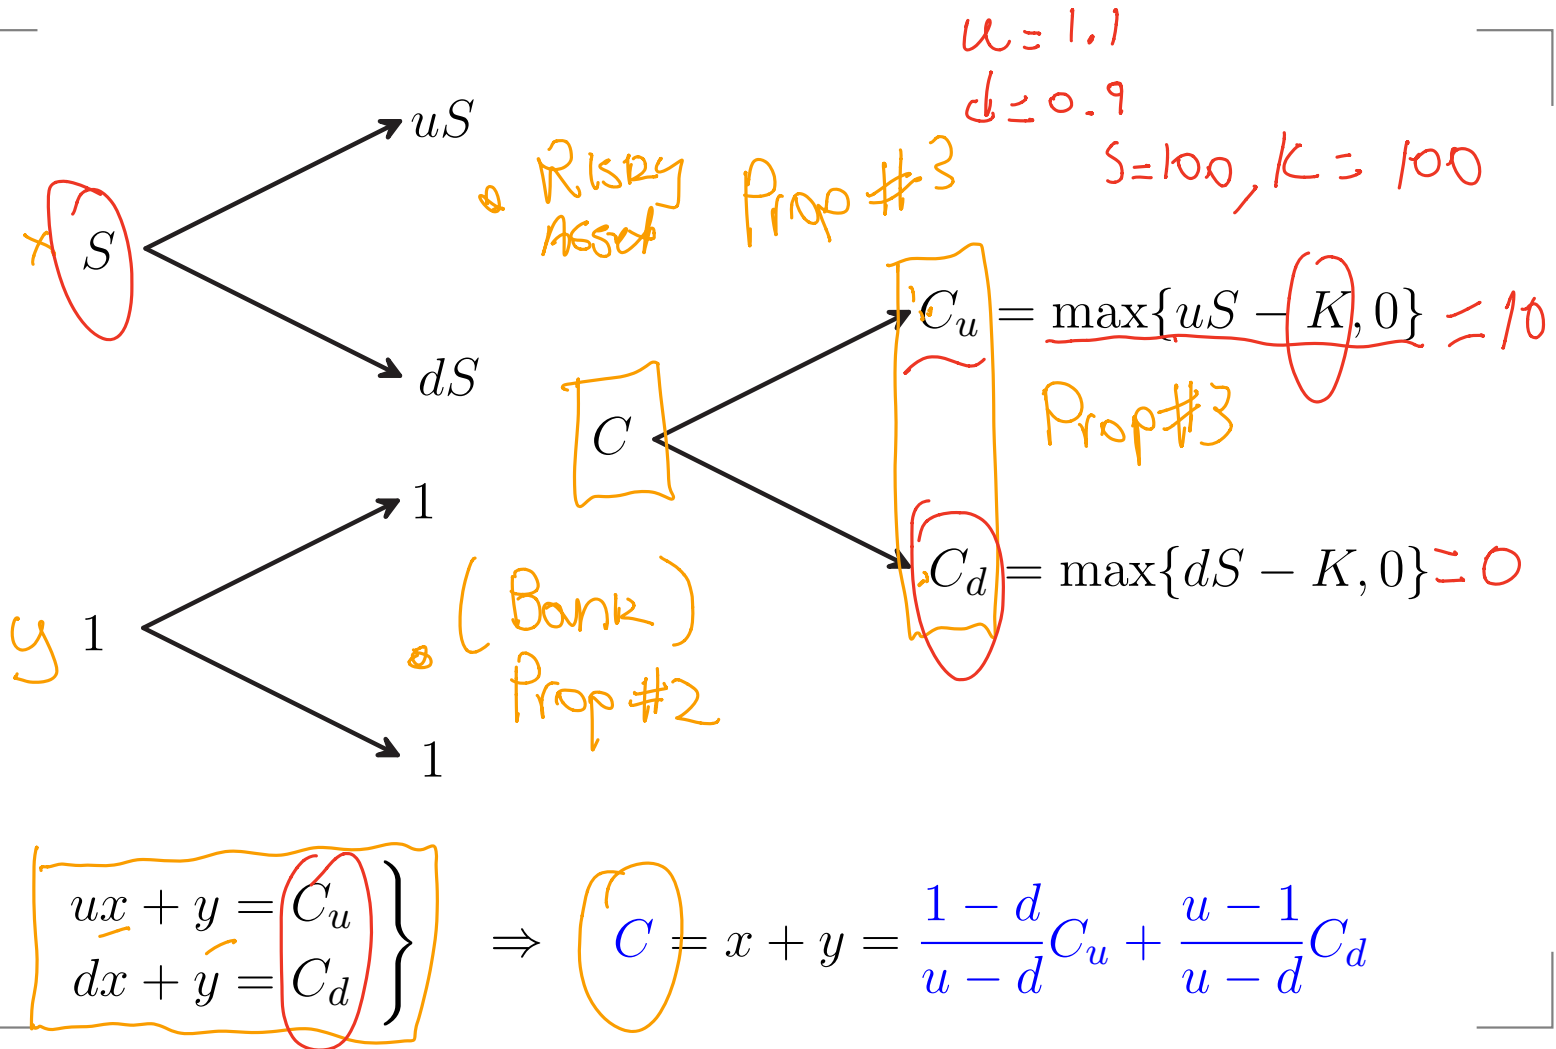 u = 1.1
d = 0.9
S = 100, K = 100
uS
• Risky Asset
Prop #3
x S
dS
C
C_u = max{uS − K, 0} = 10
Prop #3
C_d = max{dS − K, 0} = 0
1
y 1
• (Bank)
Prop #2
1
ux + y = C_u
dx + y = C_d
} ⇒ C = x + y = \frac{1 − d}{u − d} C_u + \frac{u − 1}{u − d} C_d